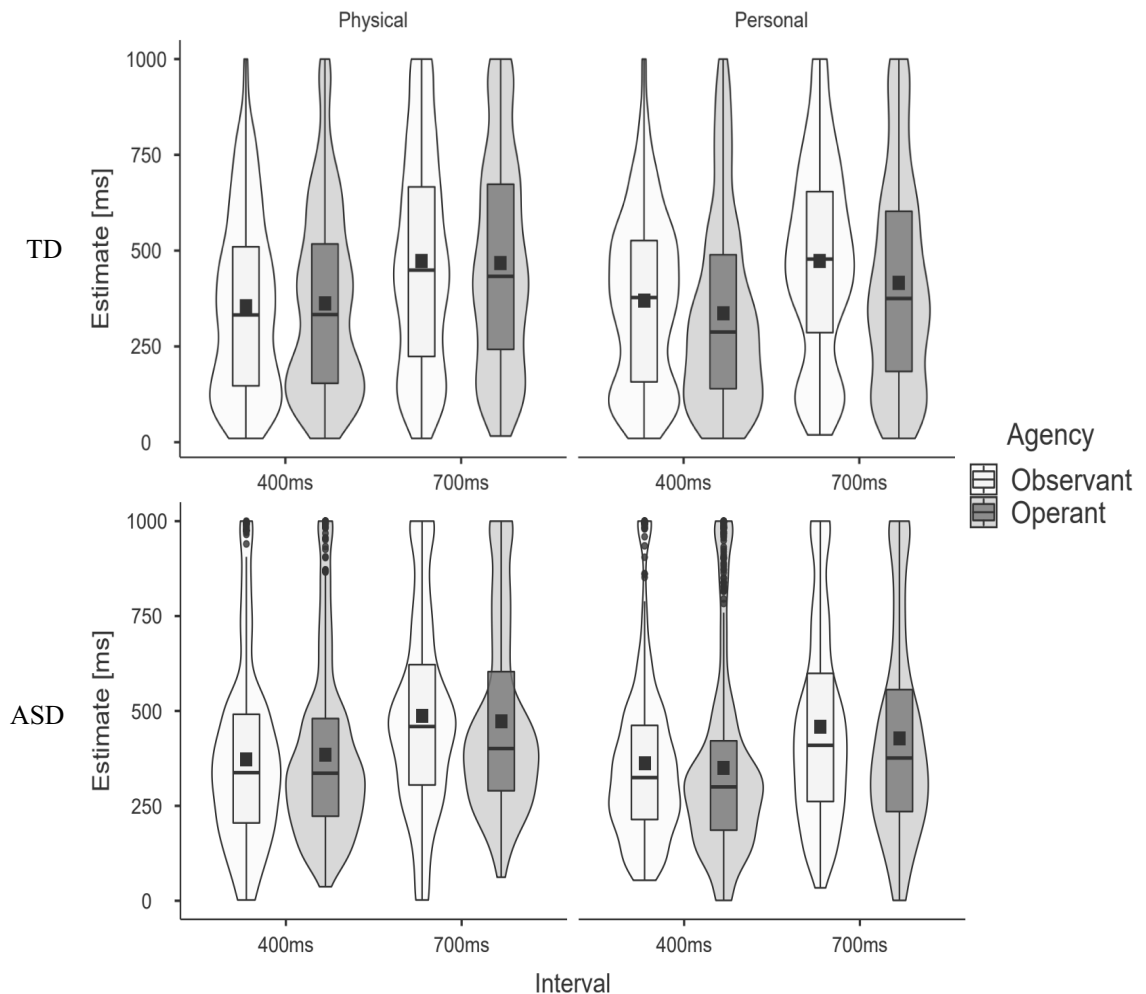 Physical Personal
1000
750
TD
Estimate [ms]
500
250
0
400ms 700ms 400ms 700ms
Agency
Observant
Operant
1000
750
ASD
Estimate [ms]
500
250
0
400ms 700ms 400ms 700ms
Interval